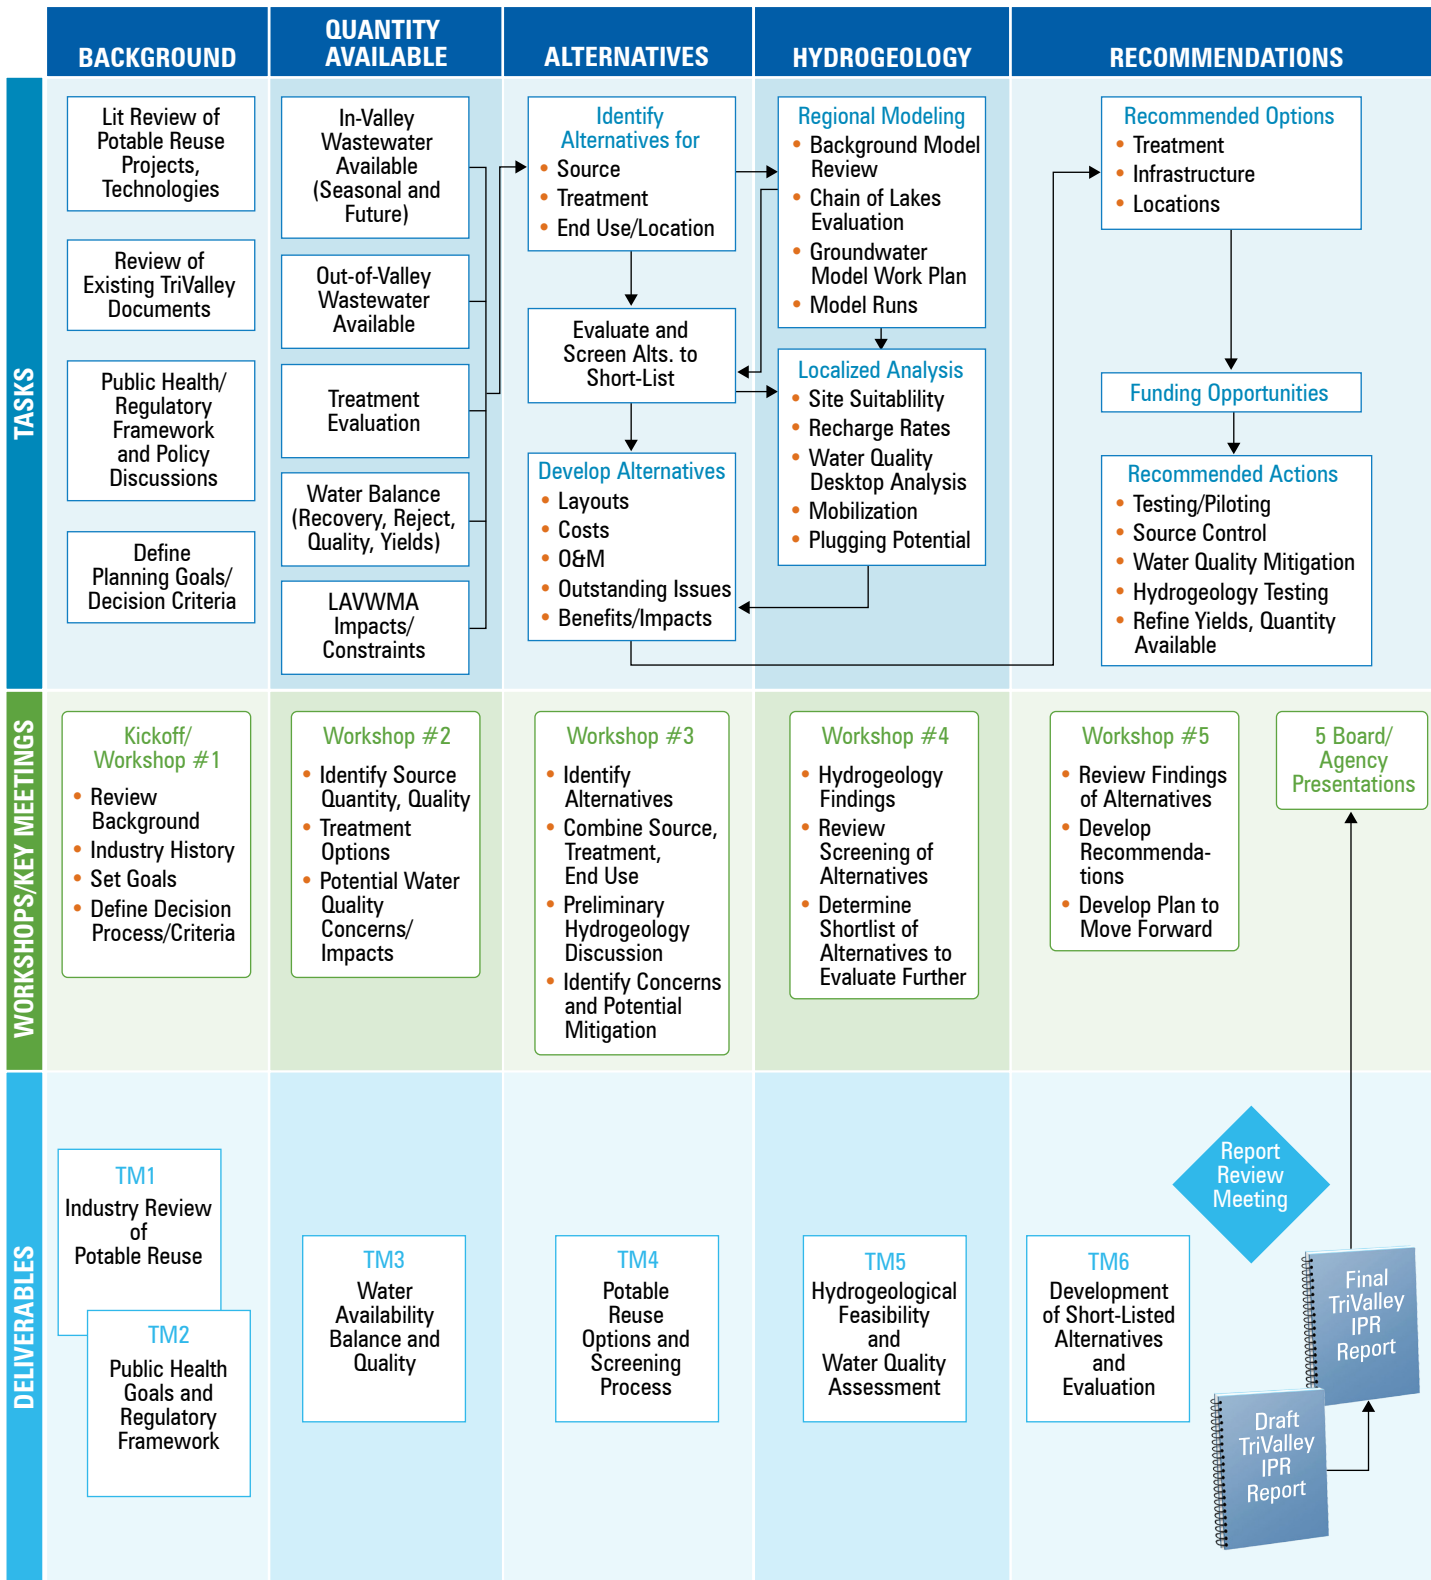 BACKGROUND
QUANTITY
AVAILABLE
ALTERNATIVES
HYDROGEOLOGY
RECOMMENDATIONS
TASKS
Lit Review of
Potable Reuse
Projects,
Technologies
Review of
Existing TriValley
Documents
Public Health/
Regulatory
Framework
and Policy
Discussions
Define
Planning Goals/
Decision Criteria
In-Valley
Wastewater
Available
(Seasonal and
Future)
Out-of-Valley
Wastewater
Available
Treatment
Evaluation
Water Balance
(Recovery, Reject,
Quality, Yields)
LAVWMA
Impacts/
Constraints
Identify
Alternatives for
• Source
• Treatment
• End Use/Location
Evaluate and
Screen Alts. to
Short-List
Develop Alternatives
• Layouts
• Costs
• O&M
• Outstanding Issues
• Benefits/Impacts
Regional Modeling
• Background Model
Review
• Chain of Lakes
Evaluation
• Groundwater
Model Work Plan
• Model Runs
Localized Analysis
• Site Suitablility
• Recharge Rates
• Water Quality
Desktop Analysis
• Mobilization
• Plugging Potential
Recommended Options
• Treatment
• Infrastructure
• Locations
Funding Opportunities
Recommended Actions
• Testing/Piloting
• Source Control
• Water Quality Mitigation
• Hydrogeology Testing
• Refine Yields, Quantity
Available
WORKSHOPS/KEY MEETINGS
Kickoff/
Workshop #1
• Review
Background
• Industry History
• Set Goals
• Define Decision
Process/Criteria
Workshop #2
• Identify Source
Quantity, Quality
• Treatment
Options
• Potential Water
Quality
Concerns/
Impacts
Workshop #3
• Identify
Alternatives
• Combine Source,
Treatment,
End Use
• Preliminary
Hydrogeology
Discussion
• Identify Concerns
and Potential
Mitigation
Workshop #4
• Hydrogeology
Findings
• Review
Screening of
Alternatives
• Determine
Shortlist of
Alternatives to
Evaluate Further
Workshop #5
• Review Findings
of Alternatives
• Develop
Recommenda-
tions
• Develop Plan to
Move Forward
5 Board/
Agency
Presentations
DELIVERABLES
TM1
Industry Review
of
Potable Reuse
TM2
Public Health
Goals and
Regulatory
Framework
TM3
Water
Availability
Balance and
Quality
TM4
Potable
Reuse
Options and
Screening
Process
TM5
Hydrogeological
Feasibility
and
Water Quality
Assessment
TM6
Development
of Short-Listed
Alternatives
and
Evaluation
Report
Review
Meeting
Final
TriValley
IPR
Report
Draft
TriValley
IPR
Report